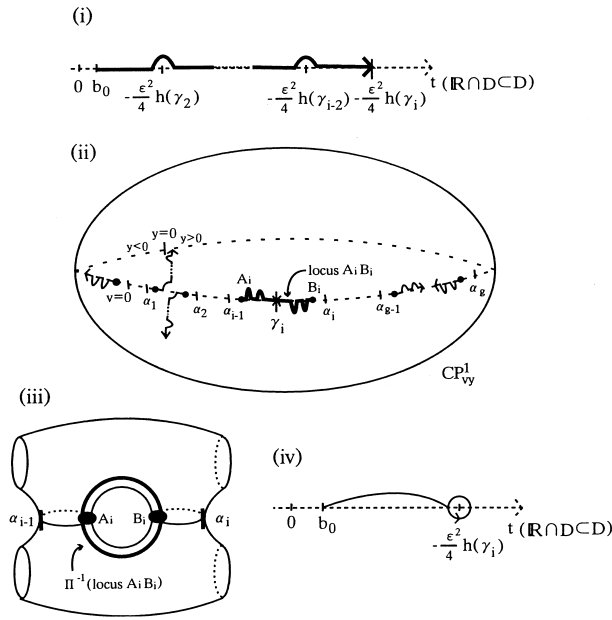 (i)
0 b₀ -ε²/4 h(γ₂) -ε²/4 h(γᵢ₋₂) -ε²/4 h(γᵢ) t (ℝ∩D⊂D)
(ii)
y=0
y<0 y>0
Aᵢ locus AᵢBᵢ
Bᵢ
v=0 α₁ α₂ αᵢ₋₁ γᵢ αᵢ α_g₋₁ α_g
CP¹ᵥᵧ
(iii)
αᵢ₋₁ Aᵢ Bᵢ αᵢ
Π⁻¹(locus AᵢBᵢ)
(iv)
0 b₀ -ε²/4 h(γᵢ) t (ℝ∩D⊂D)